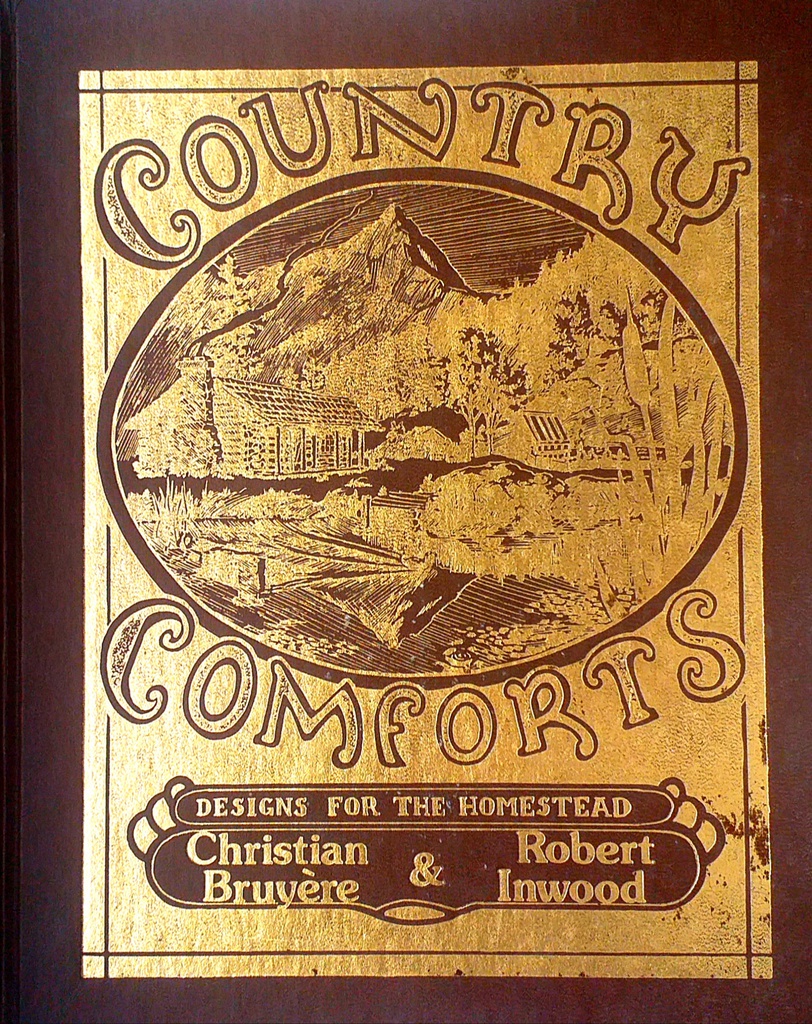 COUNTRY
COMFORTS
DESIGNS FOR THE HOMESTEAD
Christian Bruyère & Robert Inwood